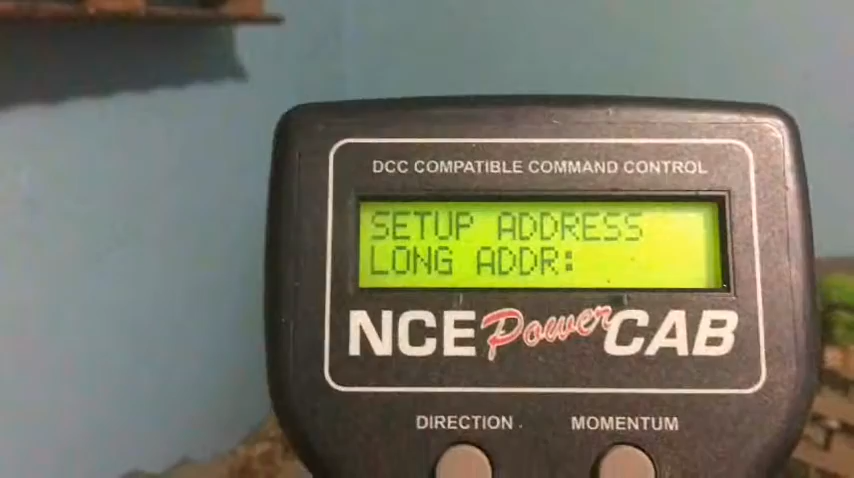 DCC COMPATIBLE COMMAND CONTROL
SETUP ADDRESS
LONG ADDR:
NCE Power CAB
DIRECTION
MOMENTUM